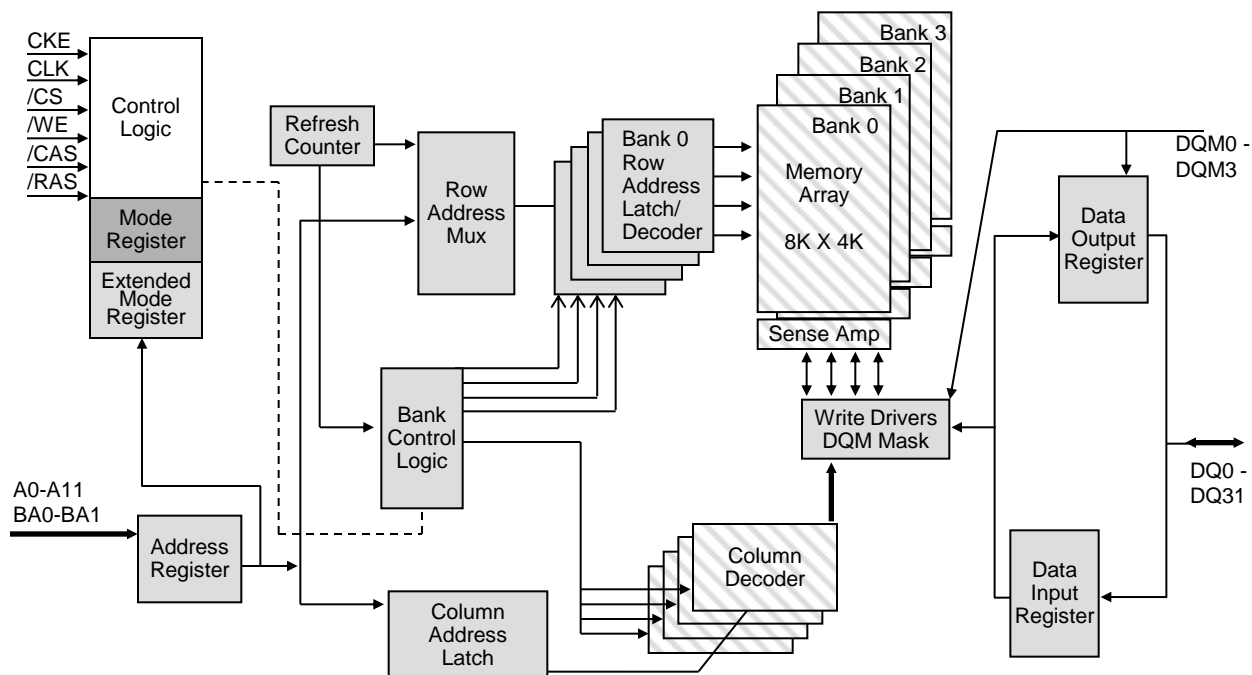 CKE
CLK
/CS
/WE
/CAS
/RAS
Control
Logic
Mode
Register
Extended
Mode
Register
Refresh
Counter
Row
Address
Mux
Bank 0
Row
Address
Latch/
Decoder
Bank 3
Bank 2
Bank 1
Bank 0
Memory
Array
8K X 4K
Sense Amp
DQM0 -
DQM3
Data
Output
Register
Bank
Control
Logic
Write Drivers
DQM Mask
DQ0 -
DQ31
A0-A11
BA0-BA1
Address
Register
Column
Decoder
Data
Input
Register
Column
Address
Latch